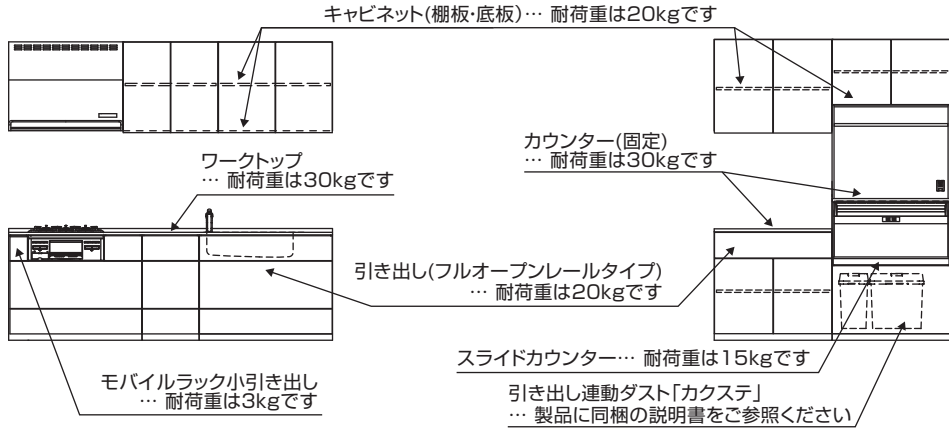 キャビネット(棚板・底板)… 耐荷重は20kgです
ワークトップ
… 耐荷重は30kgです
カウンター(固定)
… 耐荷重は30kgです
引き出し(フルオープンレールタイプ)
… 耐荷重は20kgです
スライドカウンター… 耐荷重は15kgです
モバイルラック小引き出し
… 耐荷重は3kgです
引き出し連動ダスト「カクステ」
… 製品に同梱の説明書をご参照ください